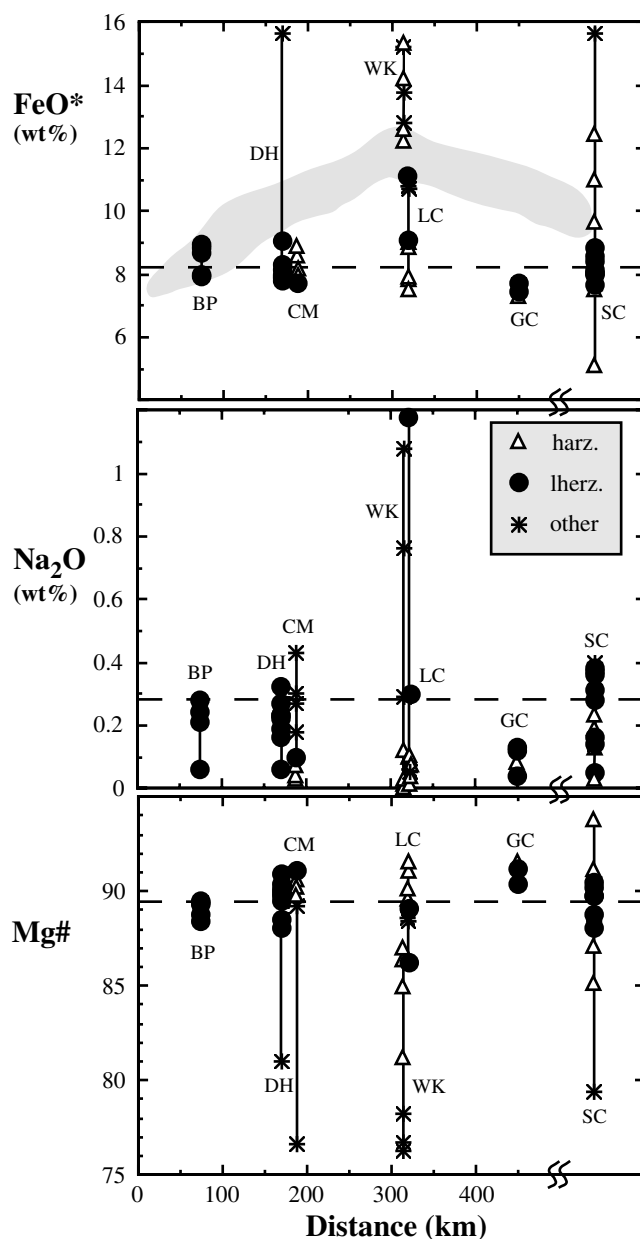 16
FeO*
(wt%)
14
WK
12
DH
LC
10
8
BP
CM
GC
SC
6
1
harz.
lherz.
other
WK
Na2O
(wt%)
0.8
0.6
CM
SC
0.4
BP
DH
LC
GC
0.2
0
CM
LC
GC
90
Mg#
BP
85
80
DH
WK
SC
75
0
100
200
300
400
Distance (km)